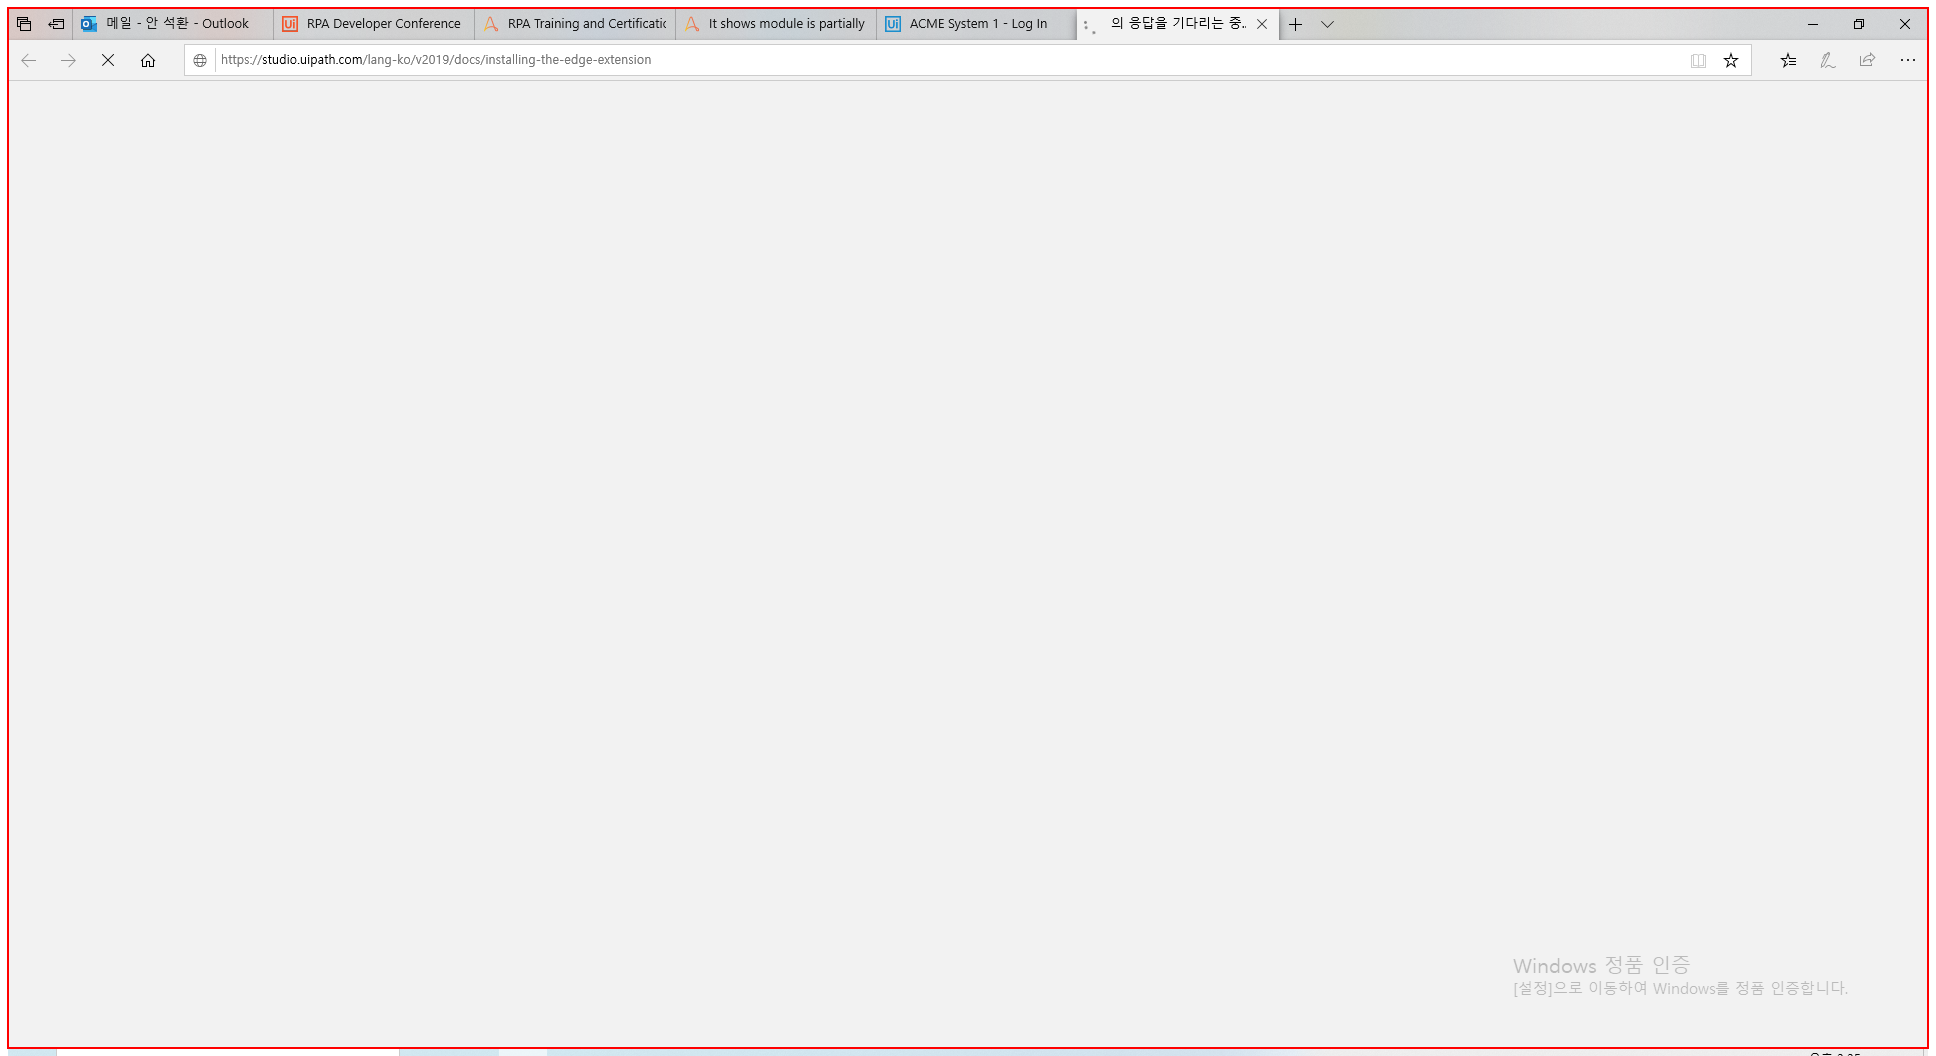 메일 - 안 석환 - Outlook
RPA Developer Conference
RPA Training and Certificatic
It shows module is partially
ACME System 1 - Log In
의 응답을 기다리는 중..
https://studio.uipath.com/lang-ko/v2019/docs/installing-the-edge-extension
Windows 정품 인증
[설정]으로 이동하여 Windows를 정품 인증합니다.